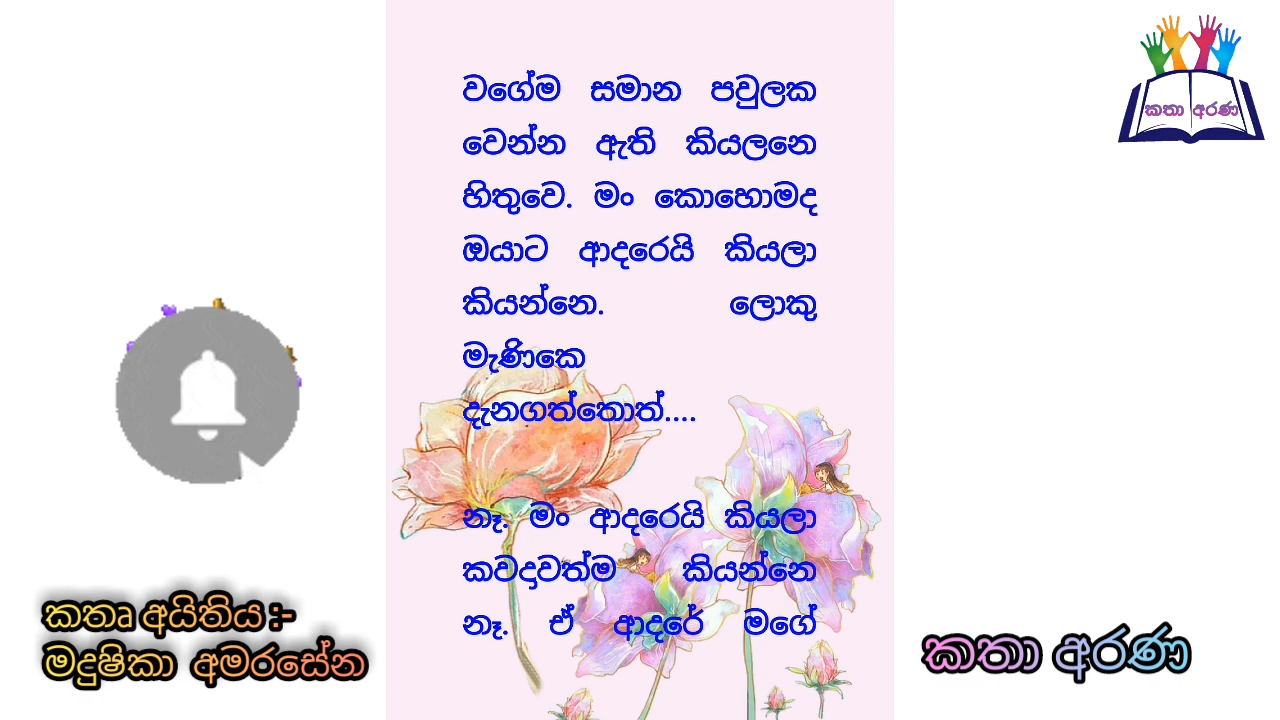 වගේම සමාන පවුලක
වෙන්න ඇති කියලනෙ
හිතුවෙ. මං කොහොමද
ඔයාට ආදරෙයි කියලා
කියන්නෙ. ලොකු
මැණිකෙ
දැනගත්තොත්....
නෑ. මං ආදරෙයි කියලා
කවදාවත්ම කියන්නෙ
නෑ. ඒ ආදරේ මගේ
කතා අරණ
කතෘ අයිතිය :-
මදුෂිකා අමරසේන
කතා අරණ